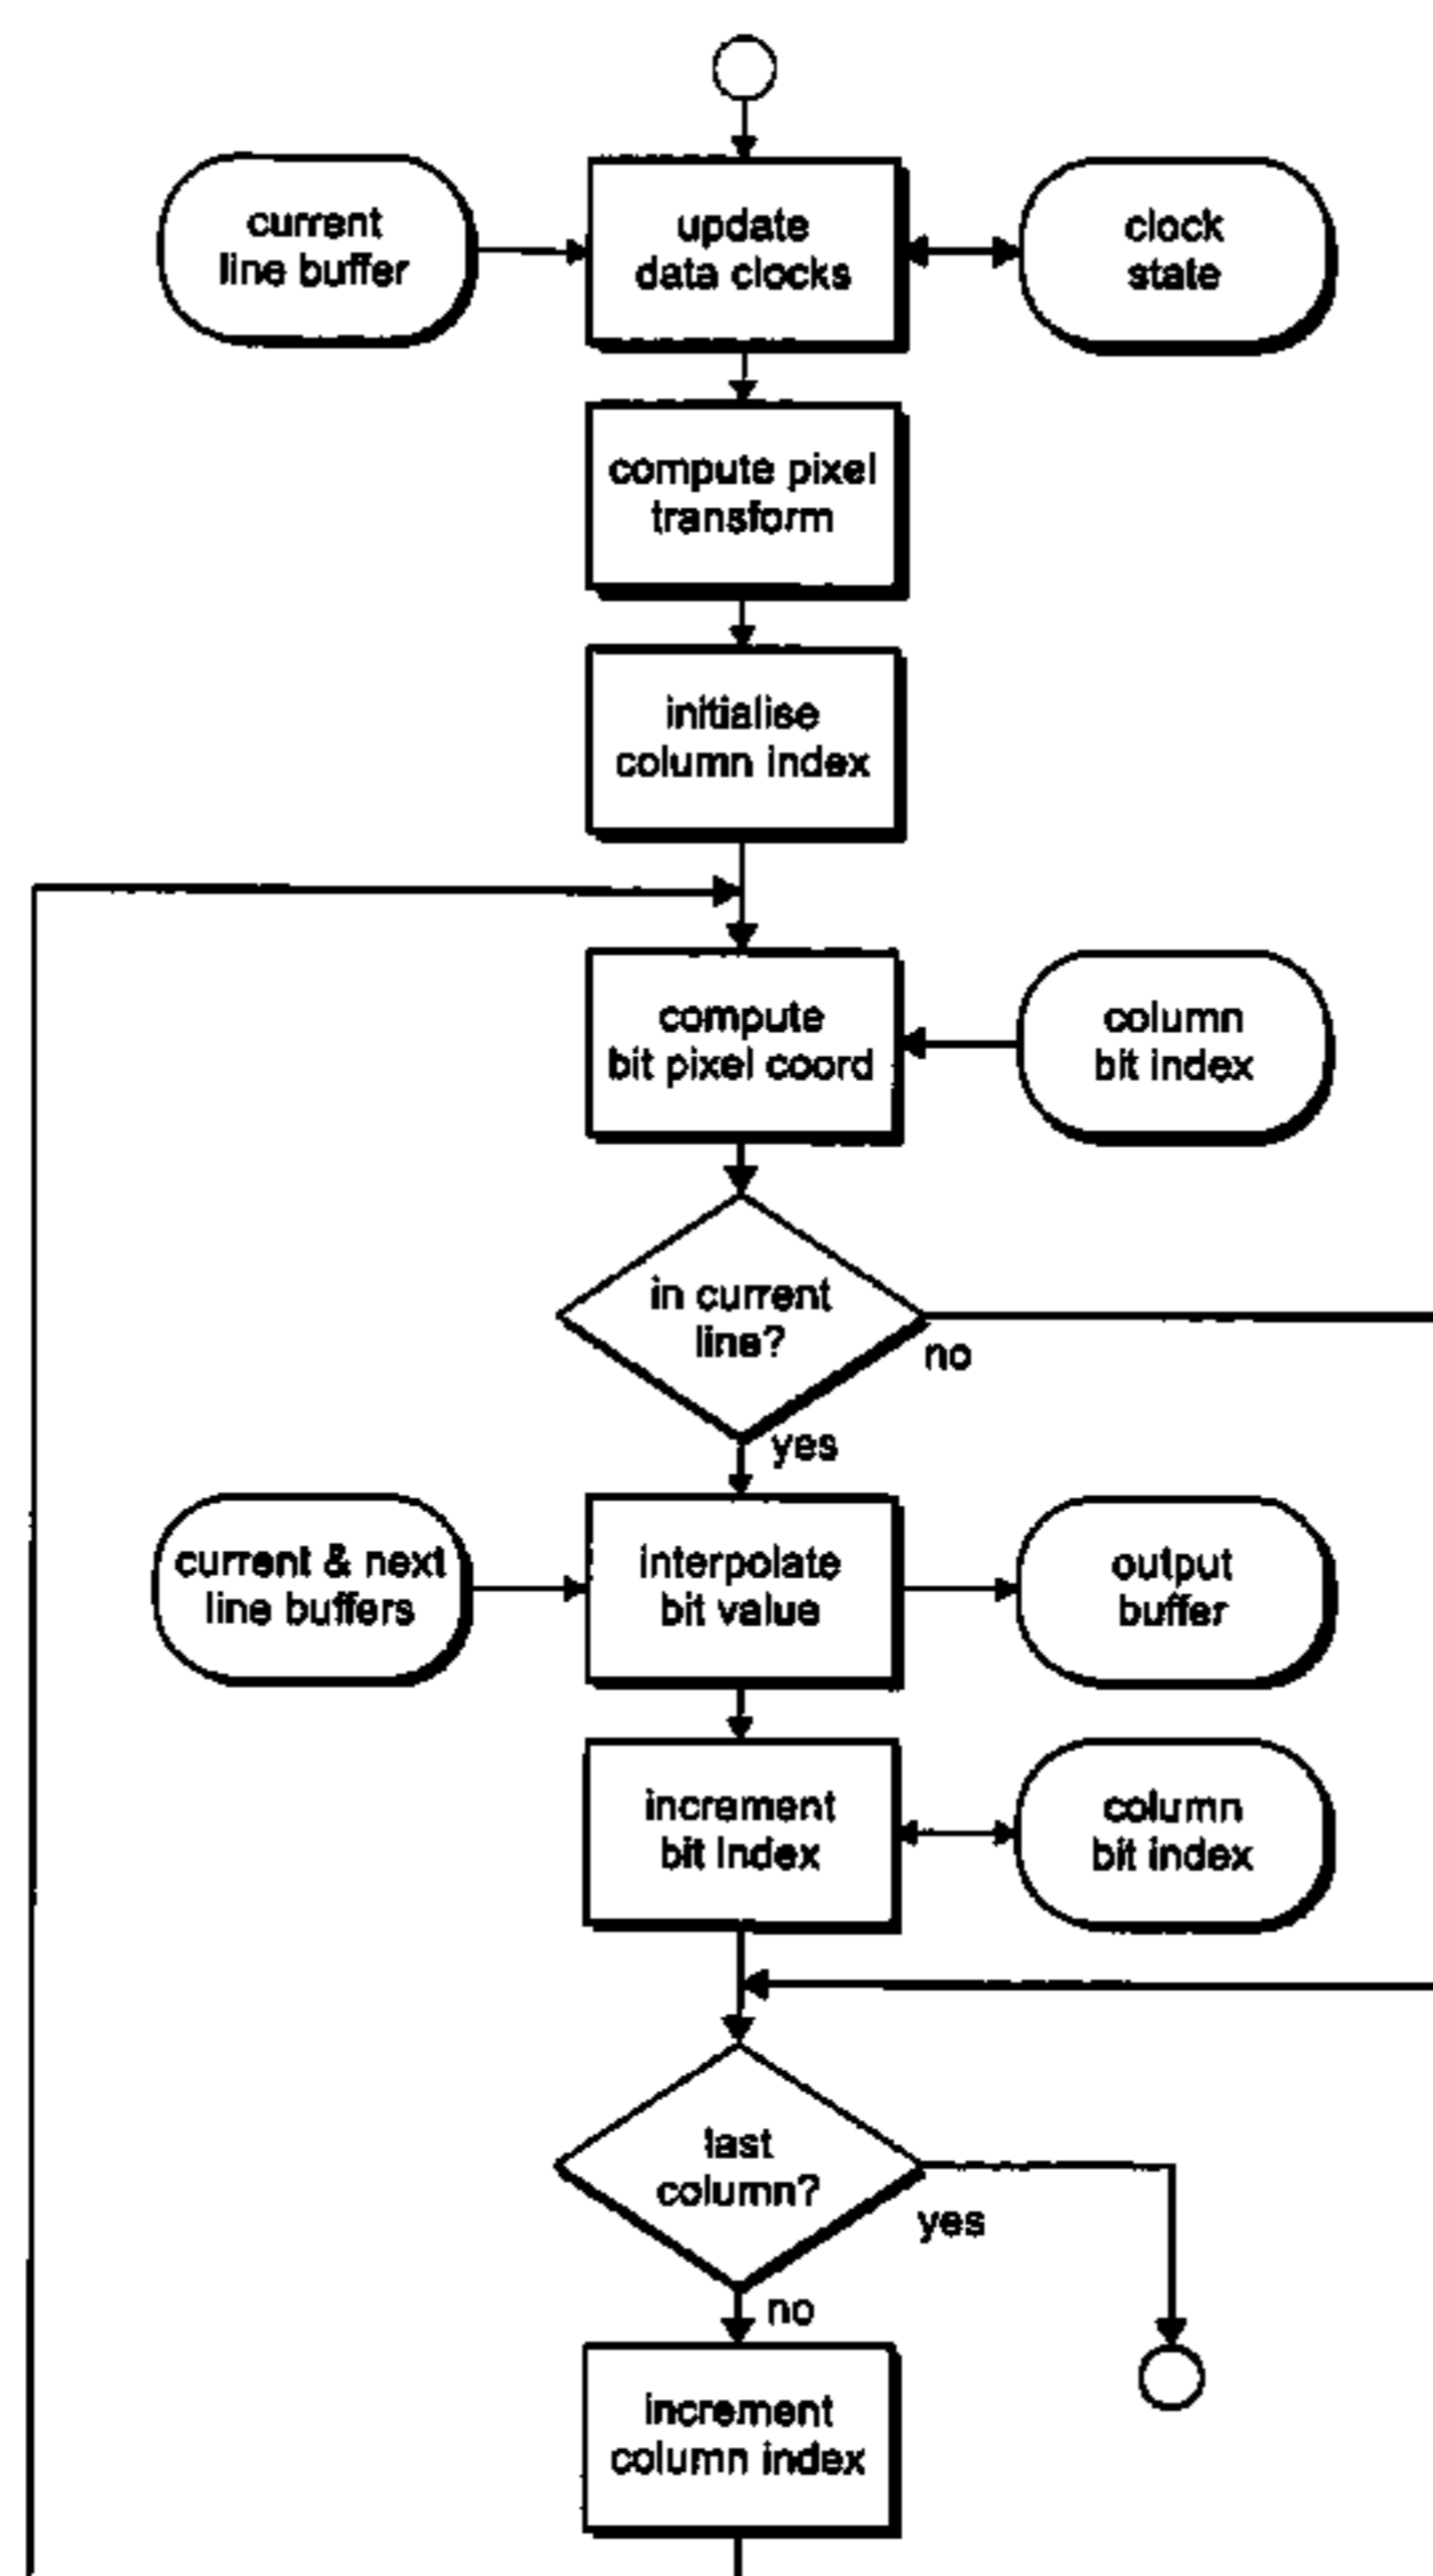 current
line buffer
update
data clocks
clock
state
compute pixel
transform
initialise
column index
compute
bit pixel coord
column
bit index
in current
line?
no
yes
current & next
line buffers
interpolate
bit value
output
buffer
increment
bit index
column
bit index
last
column?
yes
no
increment
column index